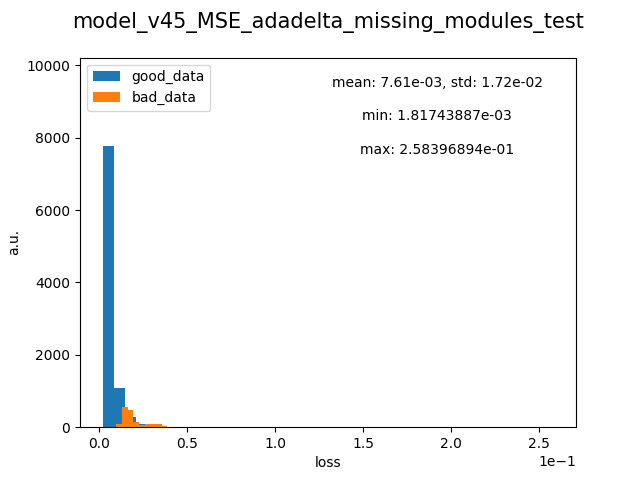 model_v45_MSE_adadelta_missing_modules_test
good_data
bad_data
mean: 7.61e-03, std: 1.72e-02
min: 1.81743887e-03
max: 2.58396894e-01
10000
8000
6000
4000
2000
0
a.u.
0.0 0.5 1.0 1.5 2.0 2.5
1e−1
loss